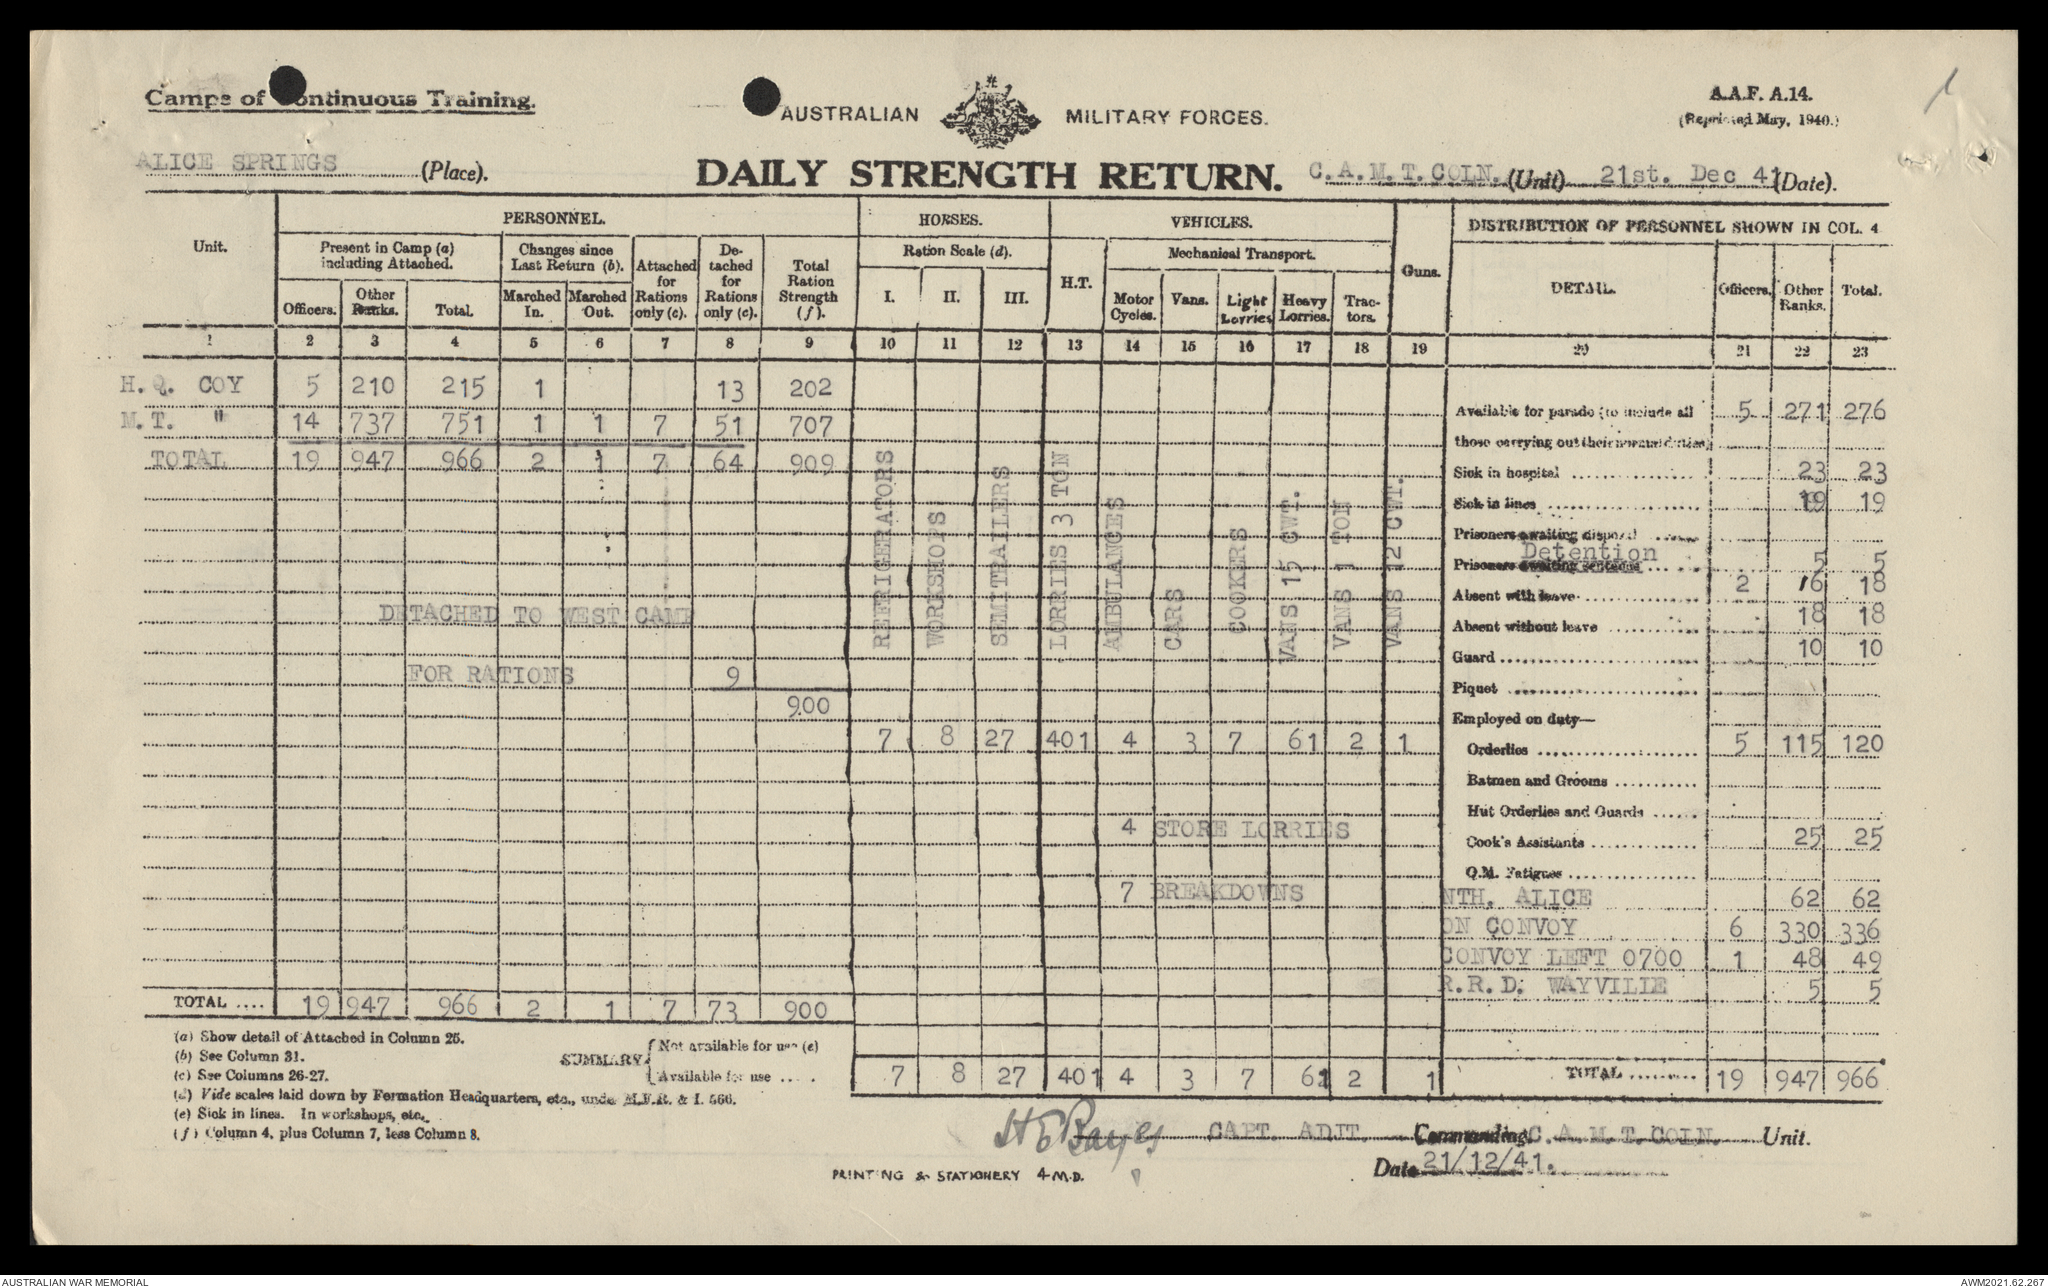 Camps of Continuous Training.
AUSTRALIAN MILITARY FORCES.
A.A.F. A.14.
(Reprinted May, 1940.)
ALICE SPRINGS (Place).
DAILY STRENGTH RETURN.
C.A.M.T.COLN. (Unit) 21st. Dec 41 (Date).
Unit.
PERSONNEL.
HORSES.
VEHICLES.
Guns.
DISTRIBUTION OF PERSONNEL SHOWN IN COL. 4
Present in Camp (a) including Attached.
Changes since Last Return (b).
Attached for Rations only (c).
Detached for Rations only (c).
Total Ration Strength (f).
Ration Scale (d).
H.T.
Mechanical Transport.
DETAIL. Officers. Other Ranks. Total.
Officers. Other Ranks. Total. Marched In. Marched Out. I. II. III. Motor Cycles. Vans. Light Lorries Heavy Lorries. Tractors.
1 2 3 4 5 6 7 8 9 10 11 12 13 14 15 16 17 18 19 20 21 22 23
H.Q. COY 5 210 215 1 13 202
M.T. " 14 737 751 1 1 7 51 707
TOTAL 19 947 966 2 1 7 64 909
DETACHED TO WEST CAMP
FOR RATIONS 9
900
REFRIGERATORS
WORKSHOPS
SEMITRAILERS
LORRIES 3 TON
AMBULANCES
CARS
COOKERS
VANS 15 CWT.
VANS 1 TON
VANS 12 CWT.
7 8 27 401 4 3 7 61 2 1
4 STORE LORRIES
7 BREAKDOWNS
Available for parade (to include all 5 271 276
those carrying out their normal duties)
Sick in hospital 23 23
Sick in lines 19 19
Prisoners awaiting disposal
Detention
Prisoners awaiting sentence 5 5
Absent with leave 2 16 18
Absent without leave 18 18
Guard 10 10
Piquet
Employed on duty—
Orderlies 5 115 120
Batmen and Grooms
Hut Orderlies and Guards
Cook's Assistants 25 25
Q.M. Fatigues
NTH. ALICE 62 62
ON CONVOY 6 330 336
CONVOY LEFT 0700 1 48 49
R.R.D. WAYVILLE 5 5
TOTAL .... 19 947 966 2 1 7 73 900
(a) Show detail of Attached in Column 25.
(b) See Column 31.
(c) See Columns 26-27.
(d) Vide scales laid down by Formation Headquarters, etc., under M.F.R. & I. 466.
(e) Sick in lines. In workshops, etc.
(f) Column 4, plus Column 7, less Column 8.
SUMMARY
Not available for use (e)
Available for use 7 8 27 401 4 3 7 61 2 1
TOTAL 19 947 966
CAPT. ADJT. Commanding C.A.M.T.COLN. Unit.
Date 21/12/41.
PRINTING & STATIONERY 4 M.D.
AUSTRALIAN WAR MEMORIAL
AWM2021.62.267